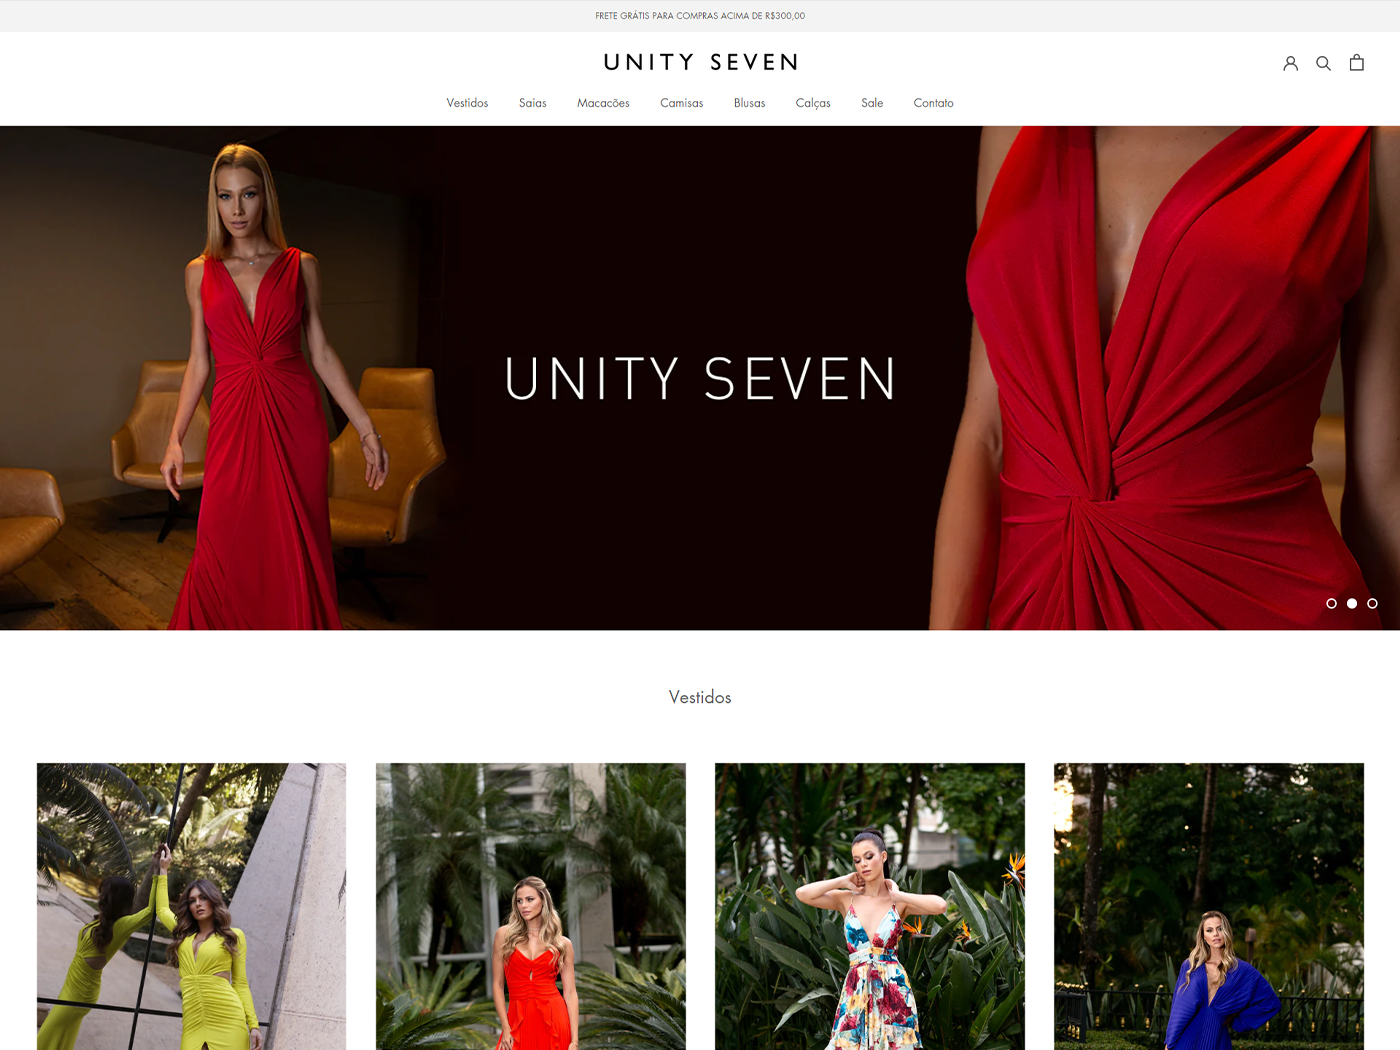 FRETE GRÁTIS PARA COMPRAS ACIMA DE R$300,00
UNITY SEVEN
Vestidos Saias Macacões Camisas Blusas Calças Sale Contato
UNITY SEVEN
Vestidos